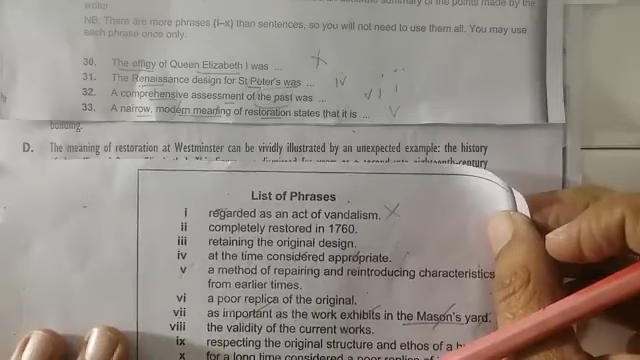 writer
NB: There are more phrases (i–x) than sentences, so you will not need to use them all. You may use
each phrase once only.
30. The effigy of Queen Elizabeth I was ... x
31. The Renaissance design for St Peter's was ... iv
32. A comprehensive assessment of the past was ... vii i
33. A narrow, modern meaning of restoration states that it is ... v
building.
D. The meaning of restoration at Westminster can be vividly illustrated by an unexpected example: the history
List of Phrases
i regarded as an act of vandalism. x
ii completely restored in 1760.
iii retaining the original design.
iv at the time considered appropriate.
v a method of repairing and reintroducing characteristics
from earlier times.
vi a poor replica of the original.
vii as important as the work exhibits in the Mason's yard.
viii the validity of the current works.
ix respecting the original structure and ethos of a
x for a long time considered a poor replica of